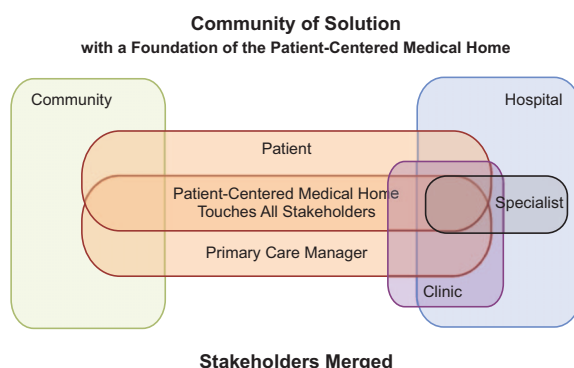 Community of Solution
with a Foundation of the Patient-Centered Medical Home
Community
Hospital
Patient
Patient-Centered Medical Home
Touches All Stakeholders
Specialist
Primary Care Manager
Clinic
Stakeholders Merged